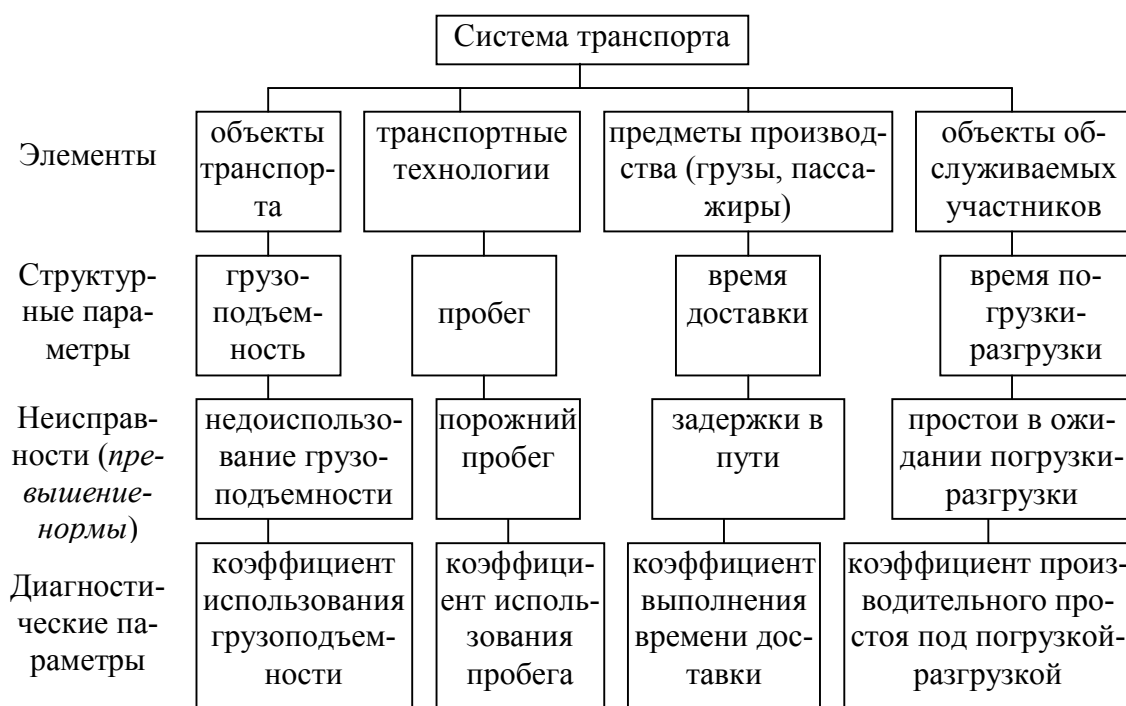 Система транспорта
Элементы
объекты
транспор-
та
транспортные
технологии
предметы производ-
ства (грузы, пасса-
жиры)
объекты об-
служиваемых
участников
Структур-
ные пара-
метры
грузо-
подъем-
ность
пробег
время
доставки
время по-
грузки-
разгрузки
Неисправ-
ности (пре-
вышение-
нормы)
недоиспользо-
вание грузо-
подъемности
порожний
пробег
задержки в
пути
простои в ожи-
дании погрузки-
разгрузки
Диагности-
ческие па-
раметры
коэффициент
использования
грузоподъем-
ности
коэффици-
ент исполь-
зования
пробега
коэффициент
выполнения
времени дос-
тавки
коэффициент произ-
водительного про-
стоя под погрузкой-
разгрузкой